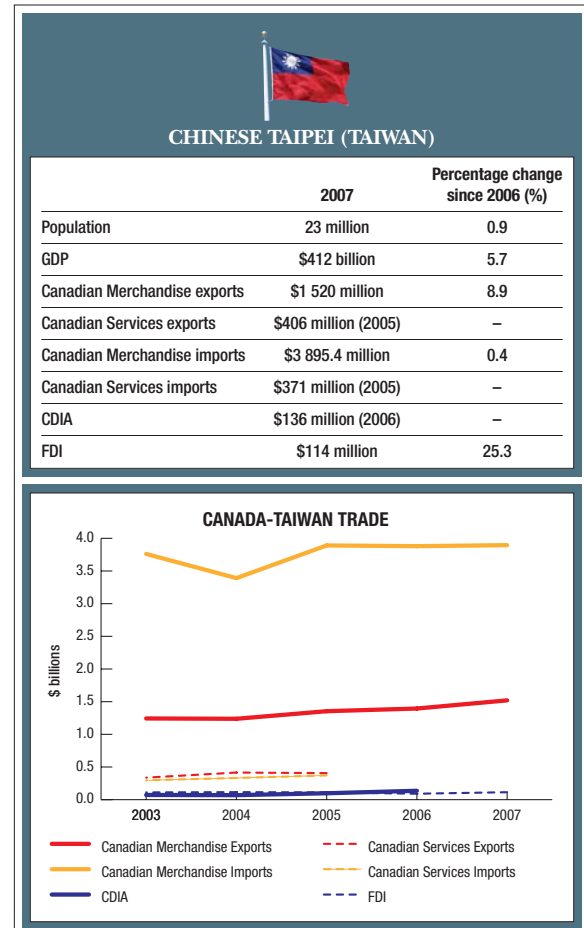 CHINESE TAIPEI (TAIWAN)
2007 Percentage change since 2006 (%)
Population 23 million 0.9
GDP $412 billion 5.7
Canadian Merchandise exports $1 520 million 8.9
Canadian Services exports $406 million (2005) –
Canadian Merchandise imports $3 895.4 million 0.4
Canadian Services imports $371 million (2005) –
CDIA $136 million (2006) –
FDI $114 million 25.3
CANADA-TAIWAN TRADE
$ billions
4.0
3.5
3.0
2.5
2.0
1.5
1.0
0.5
0.0
2003 2004 2005 2006 2007
Canadian Merchandise Exports Canadian Services Exports
Canadian Merchandise Imports Canadian Services Imports
CDIA FDI